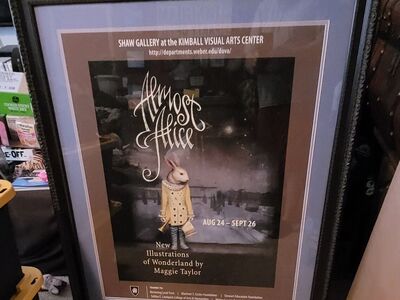 SHAW GALLERY at the KIMBALL VISUAL ARTS CENTER
http://departments.weber.edu/dova/
Almost
Alice
AUG 24 – SEPT 26
New
Illustrations
of Wonderland by
Maggie Taylor